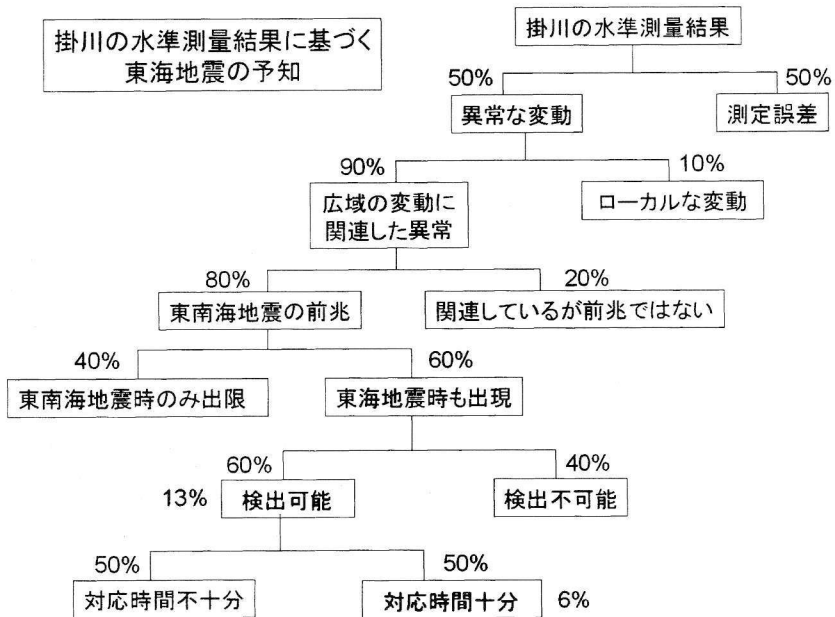 掛川の水準測量結果に基づく
東海地震の予知
掛川の水準測量結果
50%
50%
異常な変動
測定誤差
90%
10%
広域の変動に
関連した異常
ローカルな変動
80%
20%
東南海地震の前兆
関連しているが前兆ではない
40%
60%
東南海地震時のみ出限
東海地震時も出現
60%
40%
13%
検出可能
検出不可能
50%
50%
対応時間不十分
対応時間十分
6%